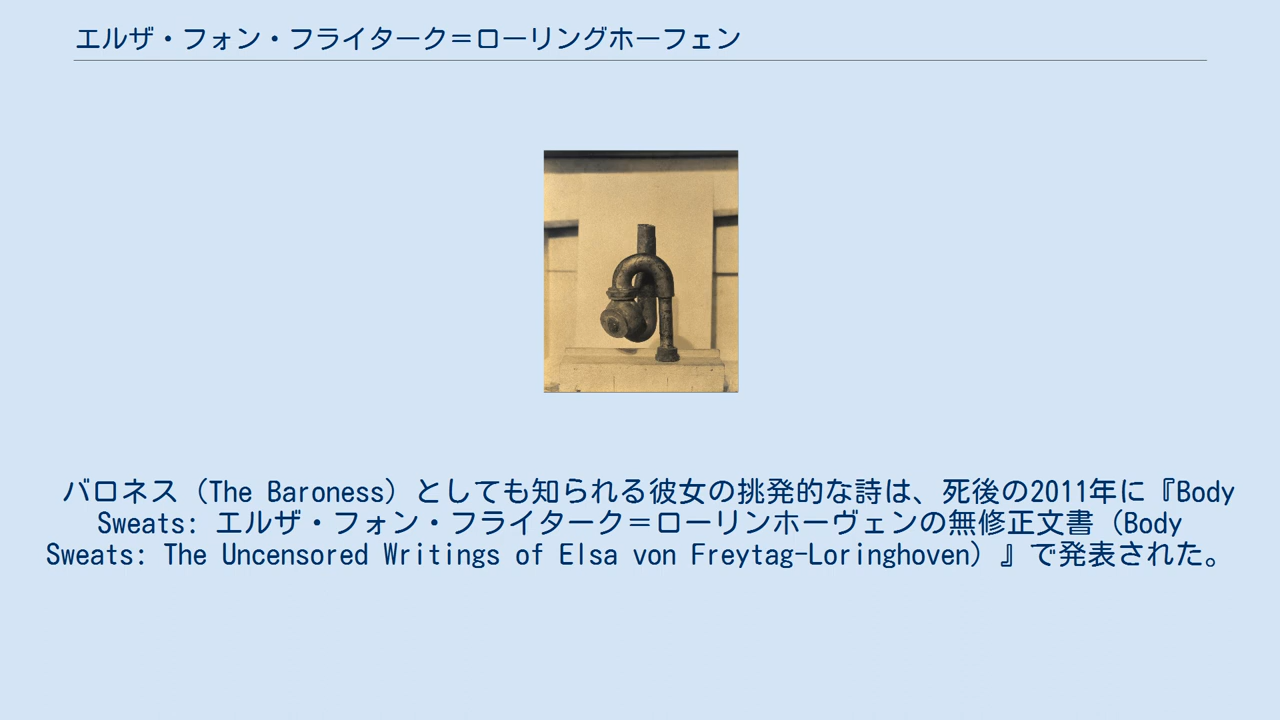 エルザ・フォン・フライターク＝ローリングホーフェン
バロネス（The Baroness）としても知られる彼女の挑発的な詩は、死後の2011年に『Body
Sweats: エルザ・フォン・フライターク＝ローリンホーヴェンの無修正文書（Body
Sweats: The Uncensored Writings of Elsa von Freytag-Loringhoven）』で発表された。